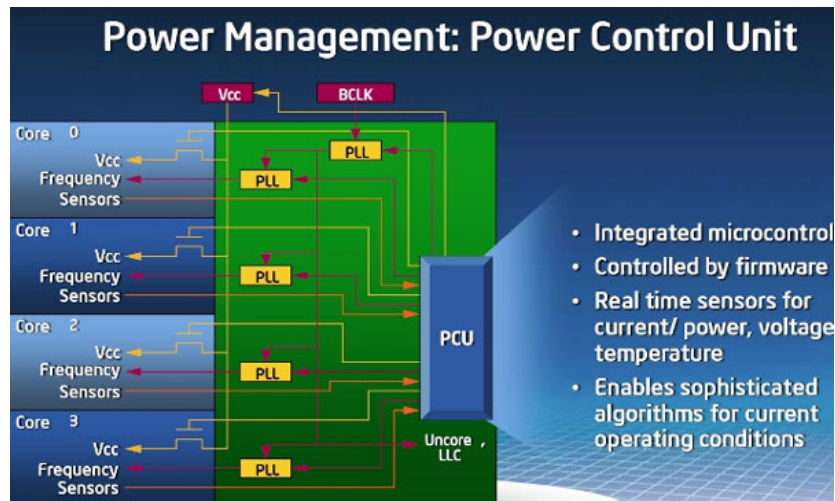 Power Management: Power Control Unit
Vcc
BCLK
Core 0
Vcc
Frequency
Sensors
PLL
PLL
Core 1
Vcc
Frequency
Sensors
PLL
Core 2
Vcc
Frequency
Sensors
PLL
Core 3
Vcc
Frequency
Sensors
PLL
PCU
Uncore ,
LLC
• Integrated microcontrol
• Controlled by firmware
• Real time sensors for
current/ power, voltage
temperature
• Enables sophisticated
algorithms for current
operating conditions